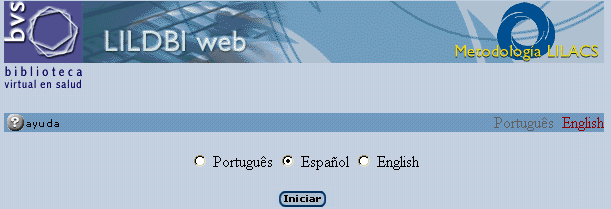 bvs
LILDBI web
Metodologia LILACS
biblioteca
virtual en salud
? ayuda
Português English
Português Español English
Iniciar